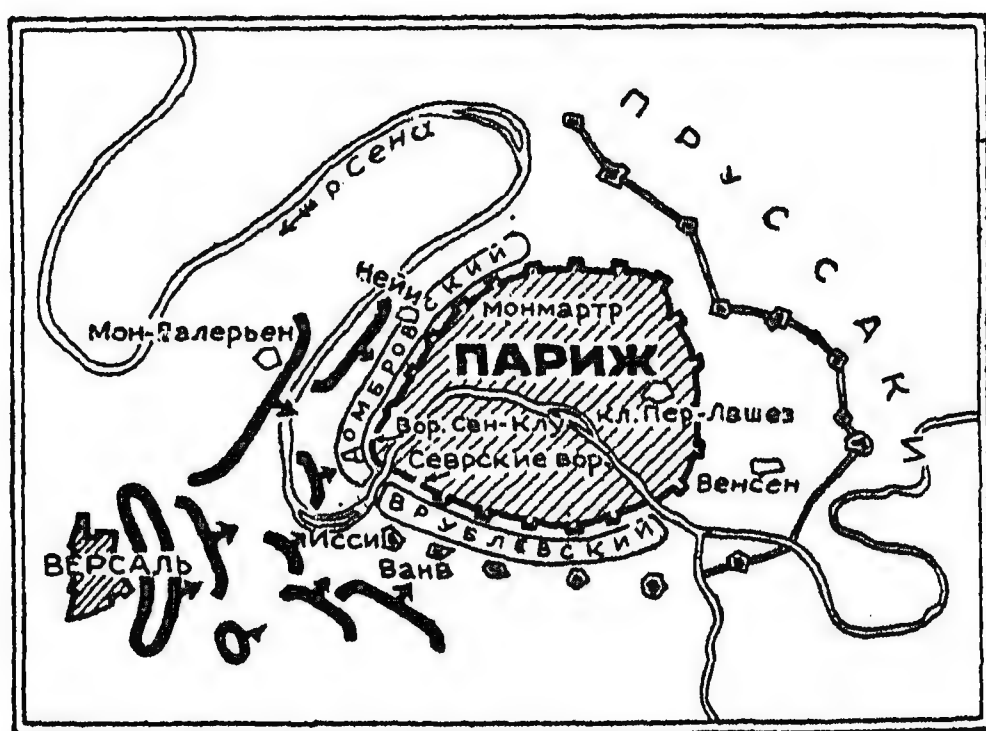 р. Сена
ПРУССАКИ
Нейи
ДОМБРОВСКИЙ
МОНМАРТР
Мон-Валерьен
ПАРИЖ
Кл. Пер-Лашез
Вор. Сен-Клу
Севрские вор.
Венсен
ВРУБЛЕВСКИЙ
Исси
Ванв
ВЕРСАЛЬ